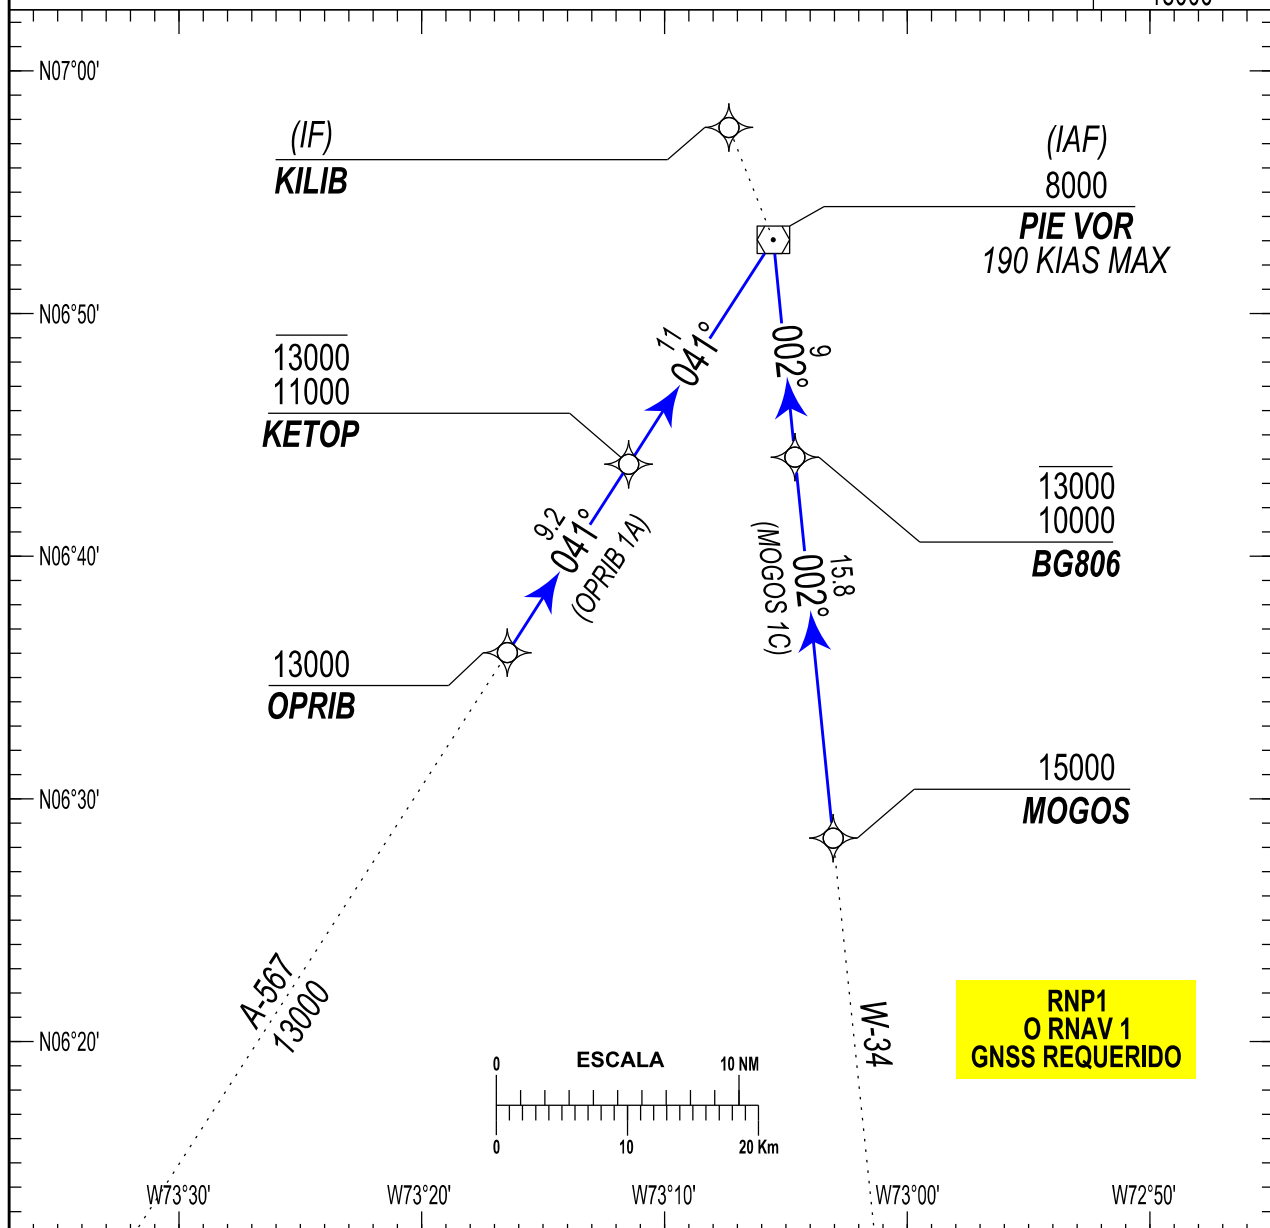 N07°00'
(IF)
KILIB
(IAF)
8000
PIE VOR
190 KIAS MAX
N06°50'
13000
11000
KETOP
11
041°
9
002°
13000
10000
BG806
N06°40'
9.2
041°
(OPRIB 1A)
15.8
002°
(MOGOS 1C)
13000
OPRIB
N06°30'
15000
MOGOS
A-567
13000
W-34
RNP1
O RNAV 1
GNSS REQUERIDO
N06°20'
0 ESCALA 10 NM
0 10 20 Km
W73°30' W73°20' W73°10' W73°00' W72°50'